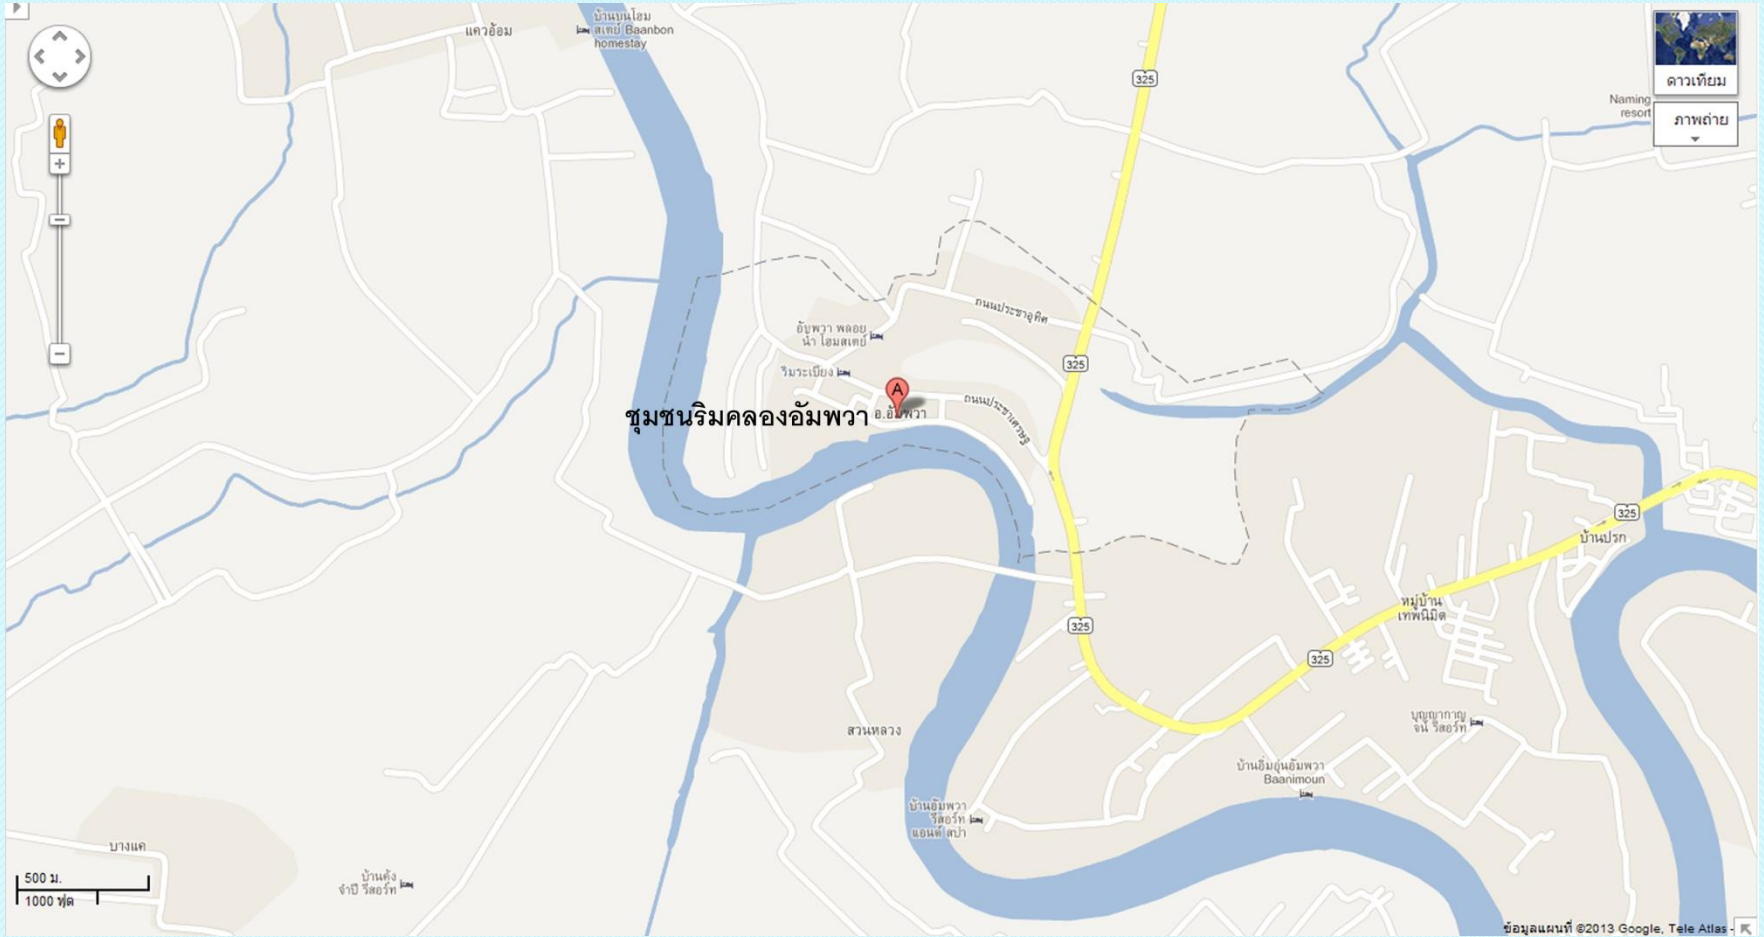 บ้านบนโฮม
สเตย์ Baanbon
homestay
แควอ้อม
325
ดาวเทียม
Naming
resort
ภาพถ่าย
ถนนประชาอุทิศ
อัมพวา พลอย
น้ำ โฮมสเตย์
325
ริมระเบียง
A
ถนนประชาเศรษฐ์
ชุมชนริมคลองอัมพวา
อ.อัมพวา
325
บ้านปรก
หมู่บ้าน
เทพนิมิต
325
325
บุญญากาญ
จน์ รีสอร์ท
สวนหลวง
บ้านอิ่มอุ่นอัมพวา
Baanimoun
บ้านอัมพวา
รีสอร์ท
แอนด์ สปา
บางแค
500 ม.
1000 ฟุต
บ้านคุ้ง
จำปี รีสอร์ท
ข้อมูลแผนที่ ©2013 Google, Tele Atlas -